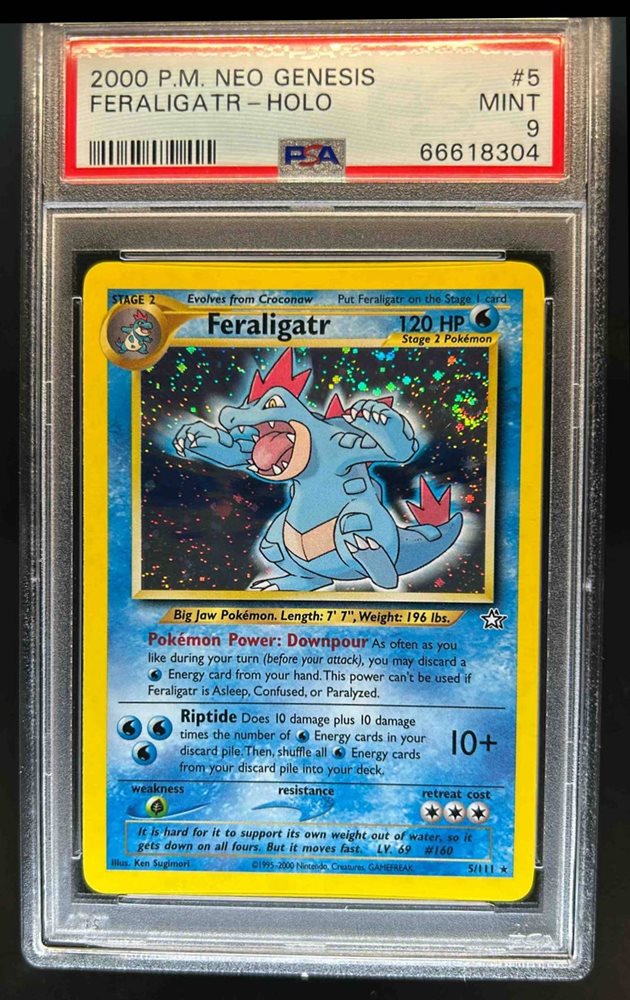 2000 P.M. NEO GENESIS #5
FERALIGATR - HOLO MINT
9
PSA 66618304
STAGE 2 Evolves from Croconaw Put Feraligatr on the Stage 1 card
Feraligatr 120 HP
Stage 2 Pokémon
Big Jaw Pokémon. Length: 7' 7", Weight: 196 lbs.
Pokémon Power: Downpour As often as you
like during your turn (before your attack), you may discard a
Energy card from your hand. This power can't be used if
Feraligatr is Asleep, Confused, or Paralyzed.
Riptide Does 10 damage plus 10 damage
times the number of Energy cards in your
discard pile. Then, shuffle all Energy cards
from your discard pile into your deck.
10+
weakness resistance retreat cost
It is hard for it to support its own weight out of water, so it
gets down on all fours. But it moves fast. LV. 69 #160
Illus. Ken Sugimori ©1995-2000 Nintendo, Creatures, GAMEFREAK. 5/111